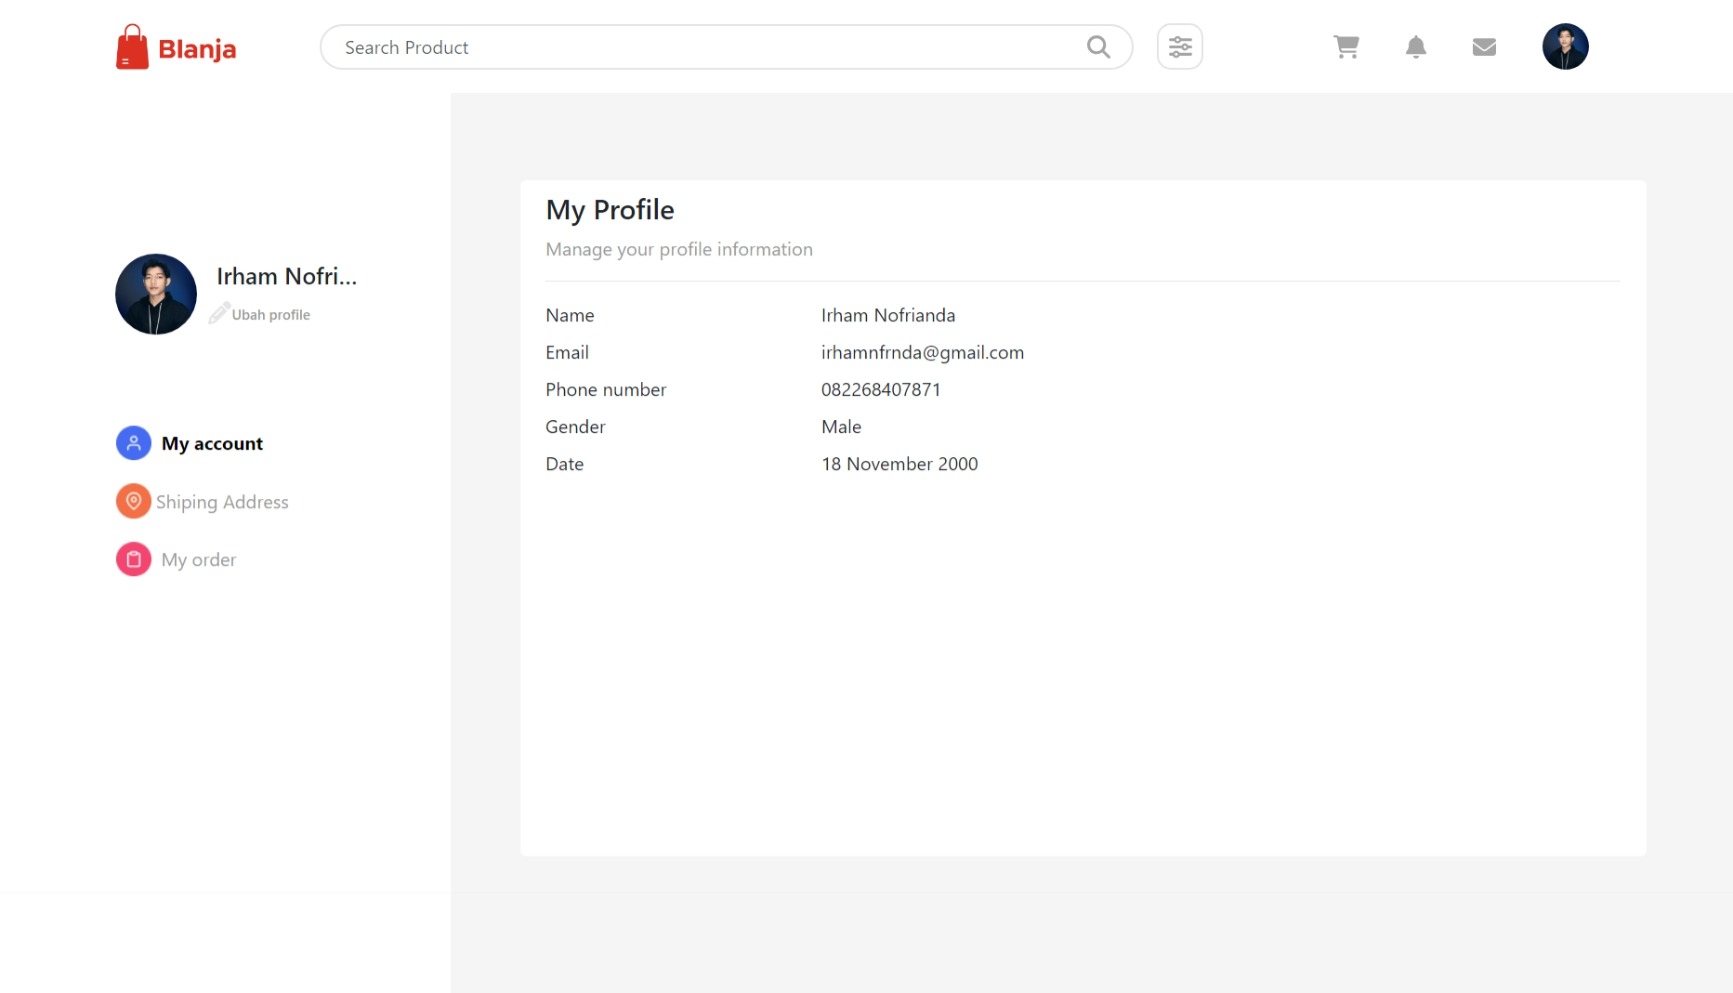 Blanja
Search Product
Irham Nofri...
Ubah profile
My account
Shiping Address
My order
My Profile
Manage your profile information
Name Irham Nofrianda
Email irhamnfrnda@gmail.com
Phone number 082268407871
Gender Male
Date 18 November 2000